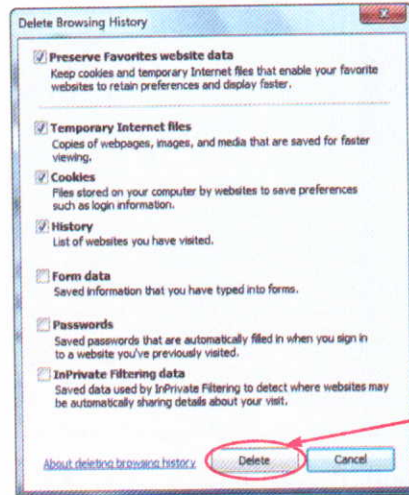 Delete Browsing History
Preserve Favorites website data
Keep cookies and temporary Internet files that enable your favorite
websites to retain preferences and display faster.
Temporary Internet files
Copies of webpages, images, and media that are saved for faster
viewing.
Cookies
Files stored on your computer by websites to save preferences
such as login information.
History
List of websites you have visited.
Form data
Saved information that you have typed into forms.
Passwords
Saved passwords that are automatically filled in when you sign in
to a website you've previously visited.
InPrivate Filtering data
Saved data used by InPrivate Filtering to detect where websites may
be automatically sharing details about your visit.
About deleting browsing history Delete Cancel